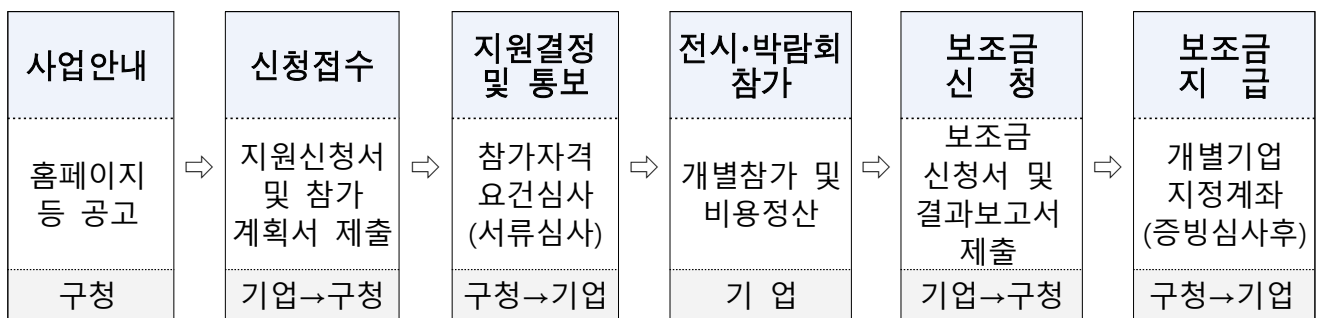 사업안내
홈페이지
등 공고
구청
⇨
신청접수
지원신청서
및 참가
계획서 제출
기업→구청
⇨
지원결정
및 통보
참가자격
요건심사
(서류심사)
구청→기업
⇨
전시·박람회
참가
개별참가 및
비용정산
기 업
⇨
보조금
신 청
보조금
신청서 및
결과보고서
제출
기업→구청
⇨
보조금
지 급
개별기업
지정계좌
(증빙심사후)
구청→기업